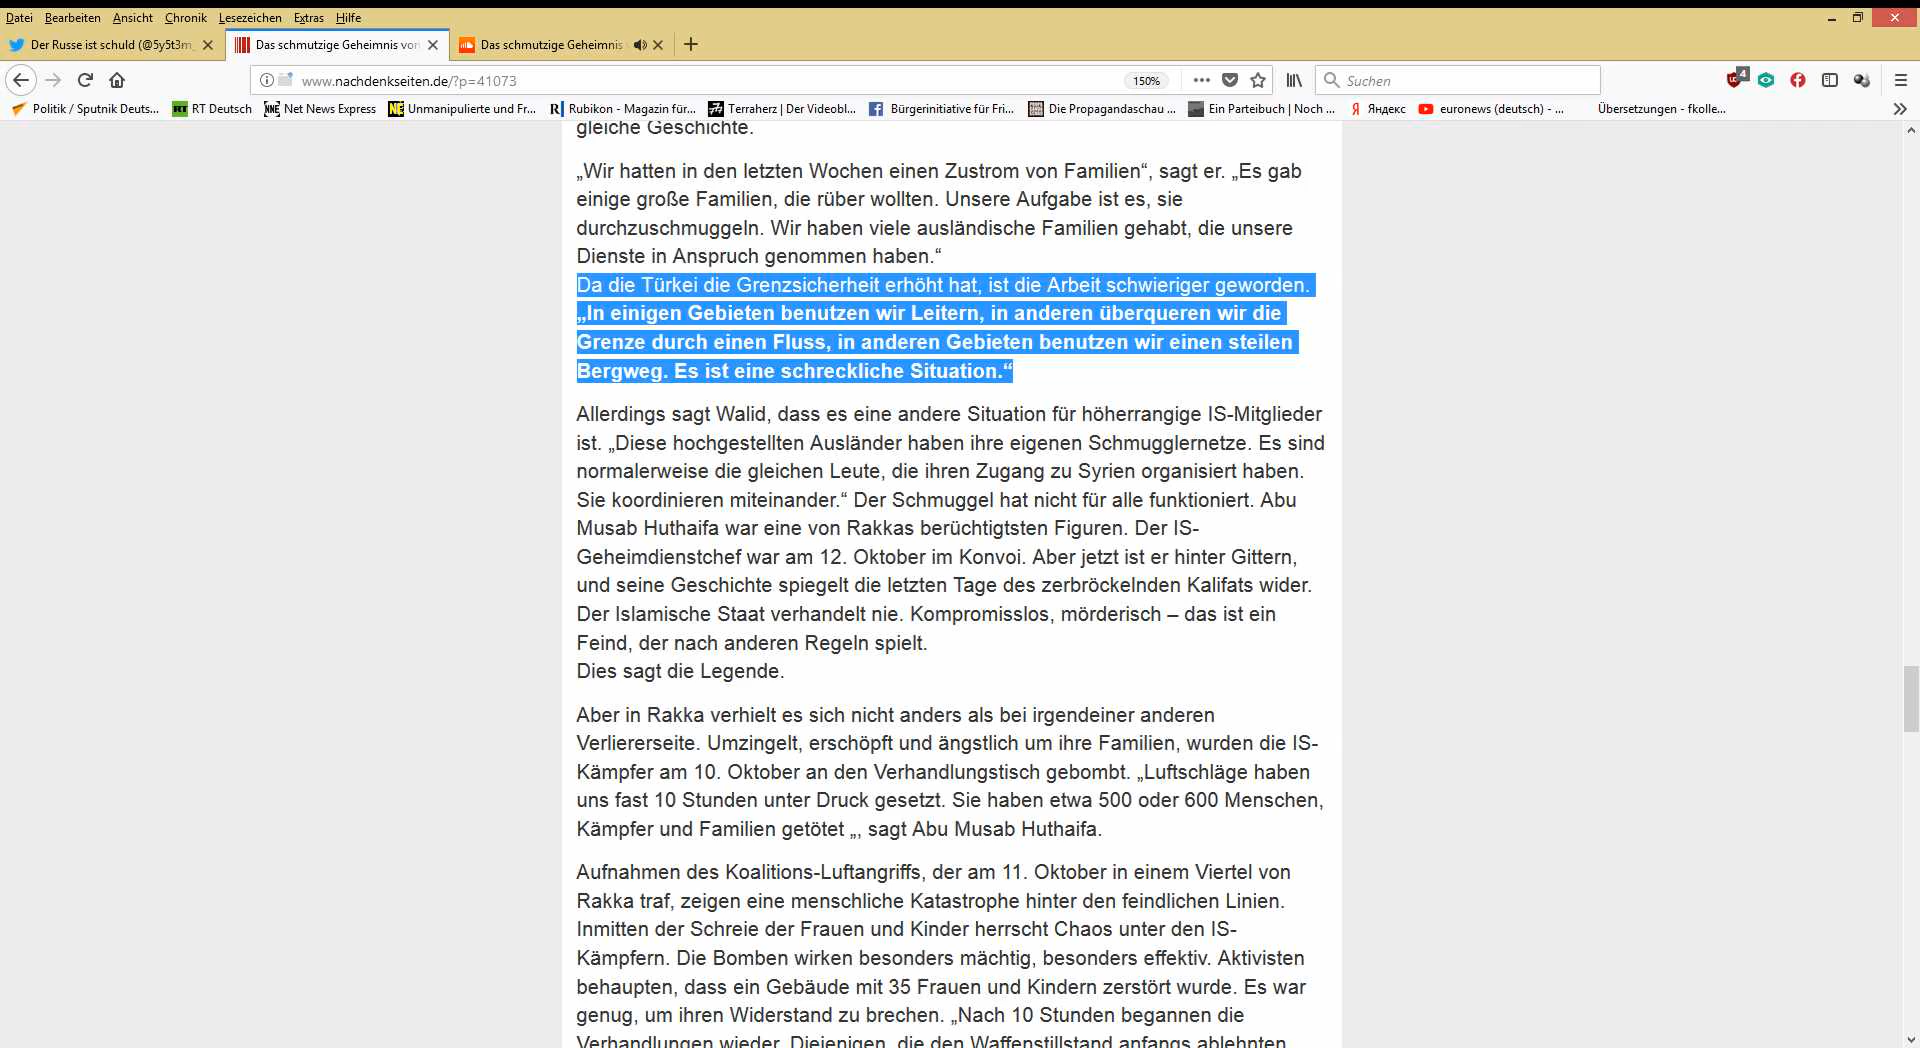 Datei Bearbeiten Ansicht Chronik Lesezeichen Extras Hilfe
Der Russe ist schuld (@5y5t3m
Das schmutzige Geheimnis von
Das schmutzige Geheimnis
www.nachdenkseiten.de/?p=41073
150%
Suchen
4
Politik / Sputnik Deuts...
RT RT Deutsch
NNE Net News Express
Unmanipulierte und Fr...
R| Rubikon - Magazin für...
Terraherz | Der Videobl...
Bürgerinitiative für Fri...
Die Propagandaschau ...
Ein Parteibuch | Noch ...
Я Яндекс
euronews (deutsch) - ...
Übersetzungen - fkolle...
gleiche Geschichte.
„Wir hatten in den letzten Wochen einen Zustrom von Familien“, sagt er. „Es gab
einige große Familien, die rüber wollten. Unsere Aufgabe ist es, sie
durchzuschmuggeln. Wir haben viele ausländische Familien gehabt, die unsere
Dienste in Anspruch genommen haben.“
Da die Türkei die Grenzsicherheit erhöht hat, ist die Arbeit schwieriger geworden.
„In einigen Gebieten benutzen wir Leitern, in anderen überqueren wir die
Grenze durch einen Fluss, in anderen Gebieten benutzen wir einen steilen
Bergweg. Es ist eine schreckliche Situation.“
Allerdings sagt Walid, dass es eine andere Situation für höherrangige IS-Mitglieder
ist. „Diese hochgestellten Ausländer haben ihre eigenen Schmugglernetze. Es sind
normalerweise die gleichen Leute, die ihren Zugang zu Syrien organisiert haben.
Sie koordinieren miteinander.“ Der Schmuggel hat nicht für alle funktioniert. Abu
Musab Huthaifa war eine von Rakkas berüchtigtsten Figuren. Der IS-
Geheimdienstchef war am 12. Oktober im Konvoi. Aber jetzt ist er hinter Gittern,
und seine Geschichte spiegelt die letzten Tage des zerbröckelnden Kalifats wider.
Der Islamische Staat verhandelt nie. Kompromisslos, mörderisch – das ist ein
Feind, der nach anderen Regeln spielt.
Dies sagt die Legende.
Aber in Rakka verhielt es sich nicht anders als bei irgendeiner anderen
Verliererseite. Umzingelt, erschöpft und ängstlich um ihre Familien, wurden die IS-
Kämpfer am 10. Oktober an den Verhandlungstisch gebombt. „Luftschläge haben
uns fast 10 Stunden unter Druck gesetzt. Sie haben etwa 500 oder 600 Menschen,
Kämpfer und Familien getötet „, sagt Abu Musab Huthaifa.
Aufnahmen des Koalitions-Luftangriffs, der am 11. Oktober in einem Viertel von
Rakka traf, zeigen eine menschliche Katastrophe hinter den feindlichen Linien.
Inmitten der Schreie der Frauen und Kinder herrscht Chaos unter den IS-
Kämpfern. Die Bomben wirken besonders mächtig, besonders effektiv. Aktivisten
behaupten, dass ein Gebäude mit 35 Frauen und Kindern zerstört wurde. Es war
genug, um ihren Widerstand zu brechen. „Nach 10 Stunden begannen die
Verhandlungen wieder. Diejenigen, die den Waffenstillstand anfangs ablehnten